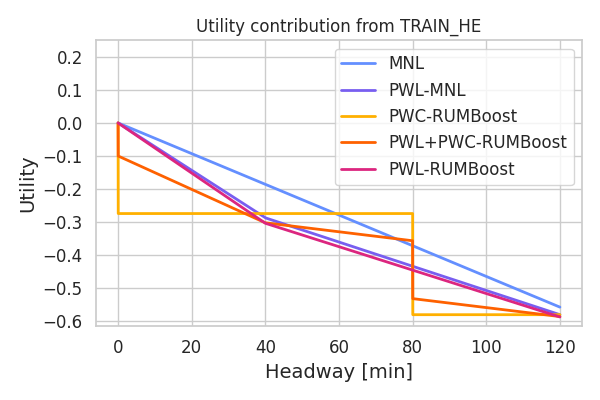 Utility contribution from TRAIN_HE
MNL
PWL-MNL
PWC-RUMBoost
PWL+PWC-RUMBoost
PWL-RUMBoost
0.2
0.1
0.0
−0.1
−0.2
−0.3
−0.4
−0.5
−0.6
Utility
0 20 40 60 80 100 120
Headway [min]